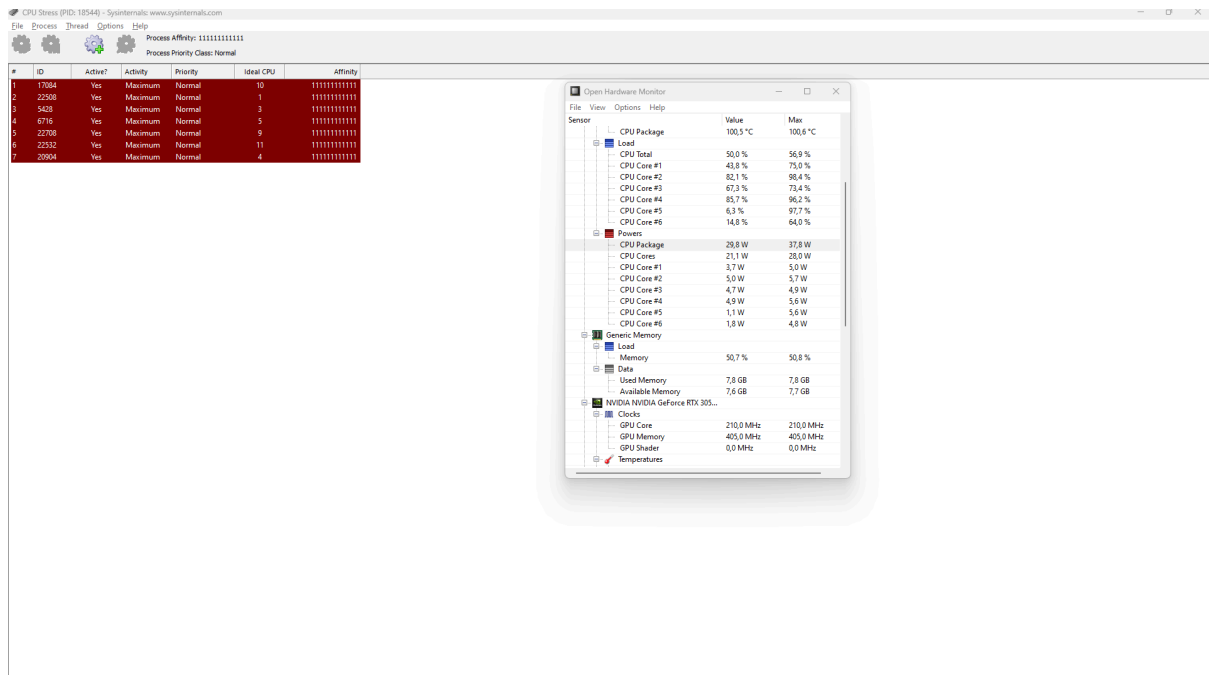 CPU Stress (PID: 18544) - Sysinternals: www.sysinternals.com
File Process Thread Options Help
Process Affinity: 111111111111
Process Priority Class: Normal
# ID Active? Activity Priority Ideal CPU Affinity
1 17084 Yes Maximum Normal 10 111111111111
2 22508 Yes Maximum Normal 1 111111111111
3 5428 Yes Maximum Normal 3 111111111111
4 6716 Yes Maximum Normal 5 111111111111
5 22708 Yes Maximum Normal 9 111111111111
6 22532 Yes Maximum Normal 11 111111111111
7 20904 Yes Maximum Normal 4 111111111111
Open Hardware Monitor
File View Options Help
Sensor Value Max
CPU Package 100,5 °C 100,6 °C
Load
CPU Total 50,0 % 56,9 %
CPU Core #1 43,8 % 75,0 %
CPU Core #2 82,1 % 98,4 %
CPU Core #3 67,3 % 73,4 %
CPU Core #4 85,7 % 96,2 %
CPU Core #5 6,3 % 97,7 %
CPU Core #6 14,8 % 64,0 %
Powers
CPU Package 29,8 W 37,8 W
CPU Cores 21,1 W 28,0 W
CPU Core #1 3,7 W 5,0 W
CPU Core #2 5,0 W 5,7 W
CPU Core #3 4,7 W 4,9 W
CPU Core #4 4,9 W 5,6 W
CPU Core #5 1,1 W 5,6 W
CPU Core #6 1,8 W 4,8 W
Generic Memory
Load
Memory 50,7 % 50,8 %
Data
Used Memory 7,8 GB 7,8 GB
Available Memory 7,6 GB 7,7 GB
NVIDIA NVIDIA GeForce RTX 305...
Clocks
GPU Core 210,0 MHz 210,0 MHz
GPU Memory 405,0 MHz 405,0 MHz
GPU Shader 0,0 MHz 0,0 MHz
Temperatures